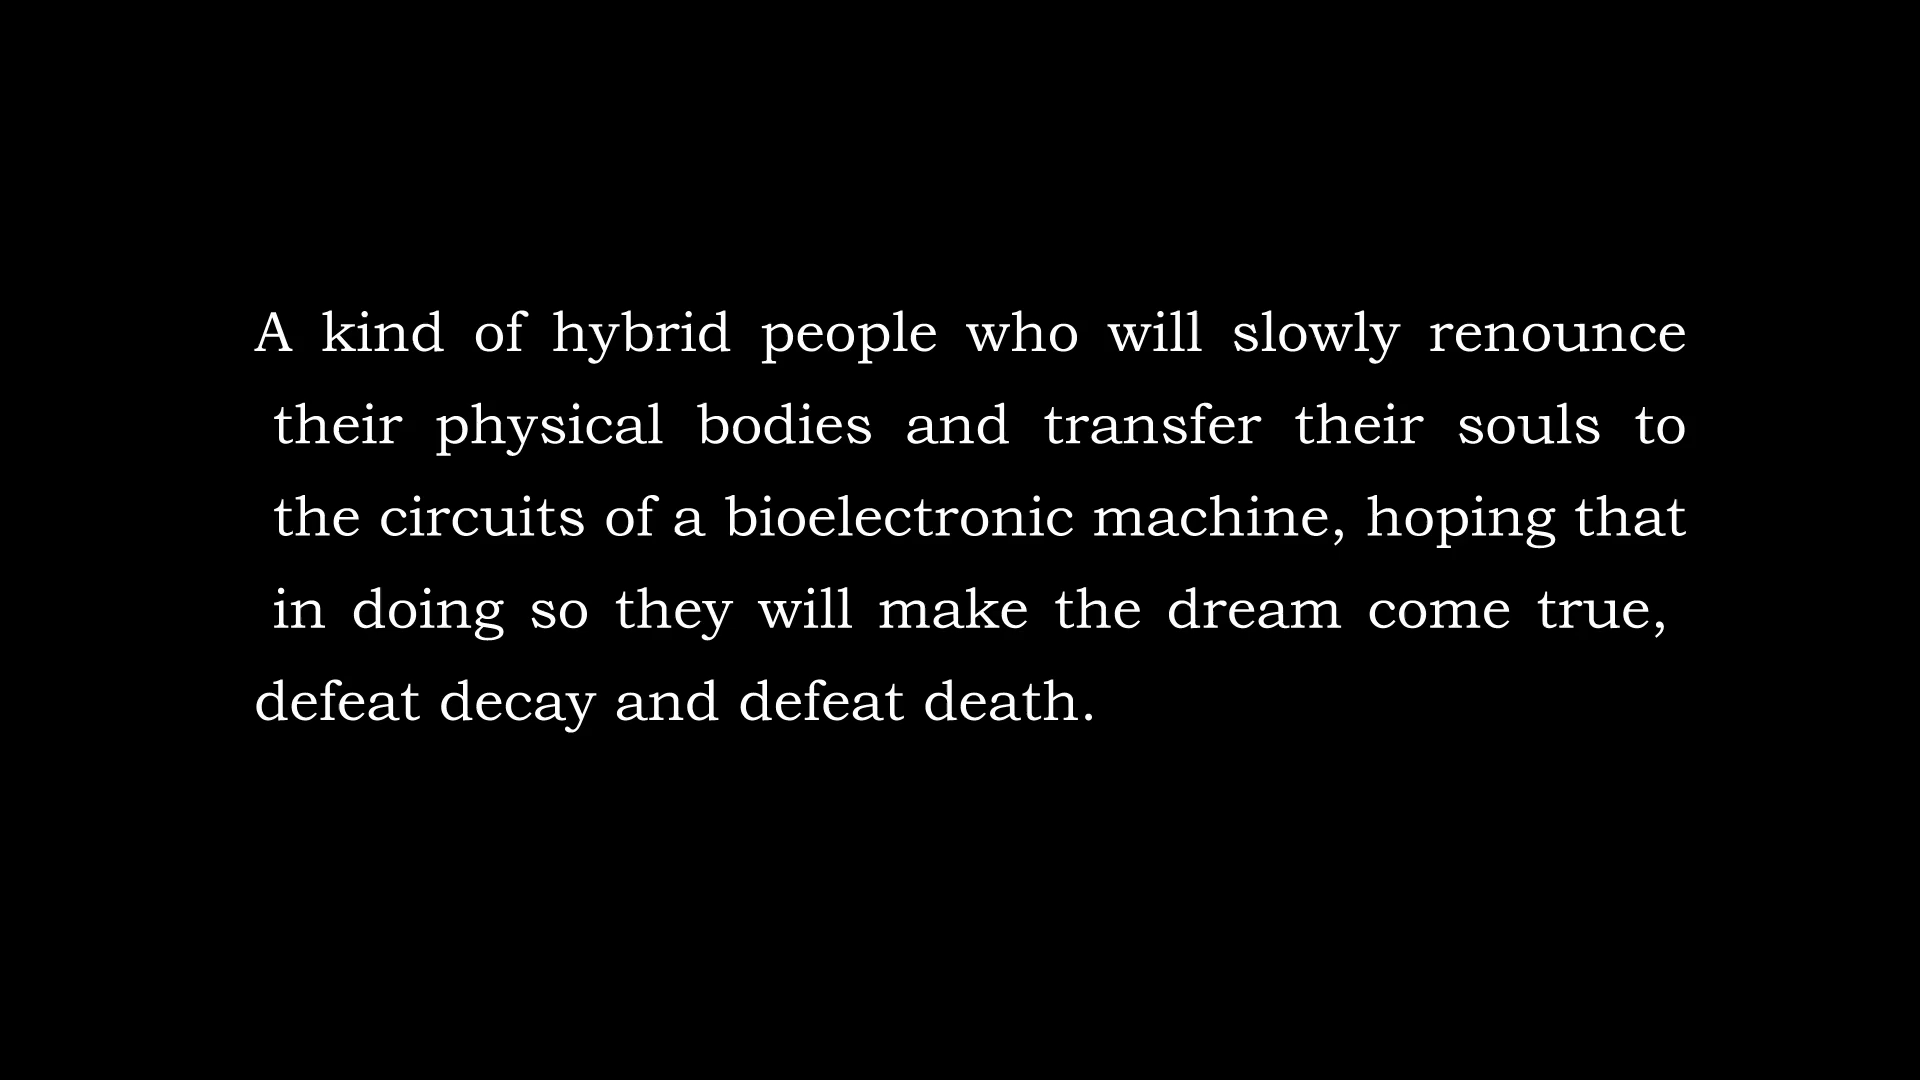 A kind of hybrid people who will slowly renounce
their physical bodies and transfer their souls to
the circuits of a bioelectronic machine, hoping that
in doing so they will make the dream come true,
defeat decay and defeat death.